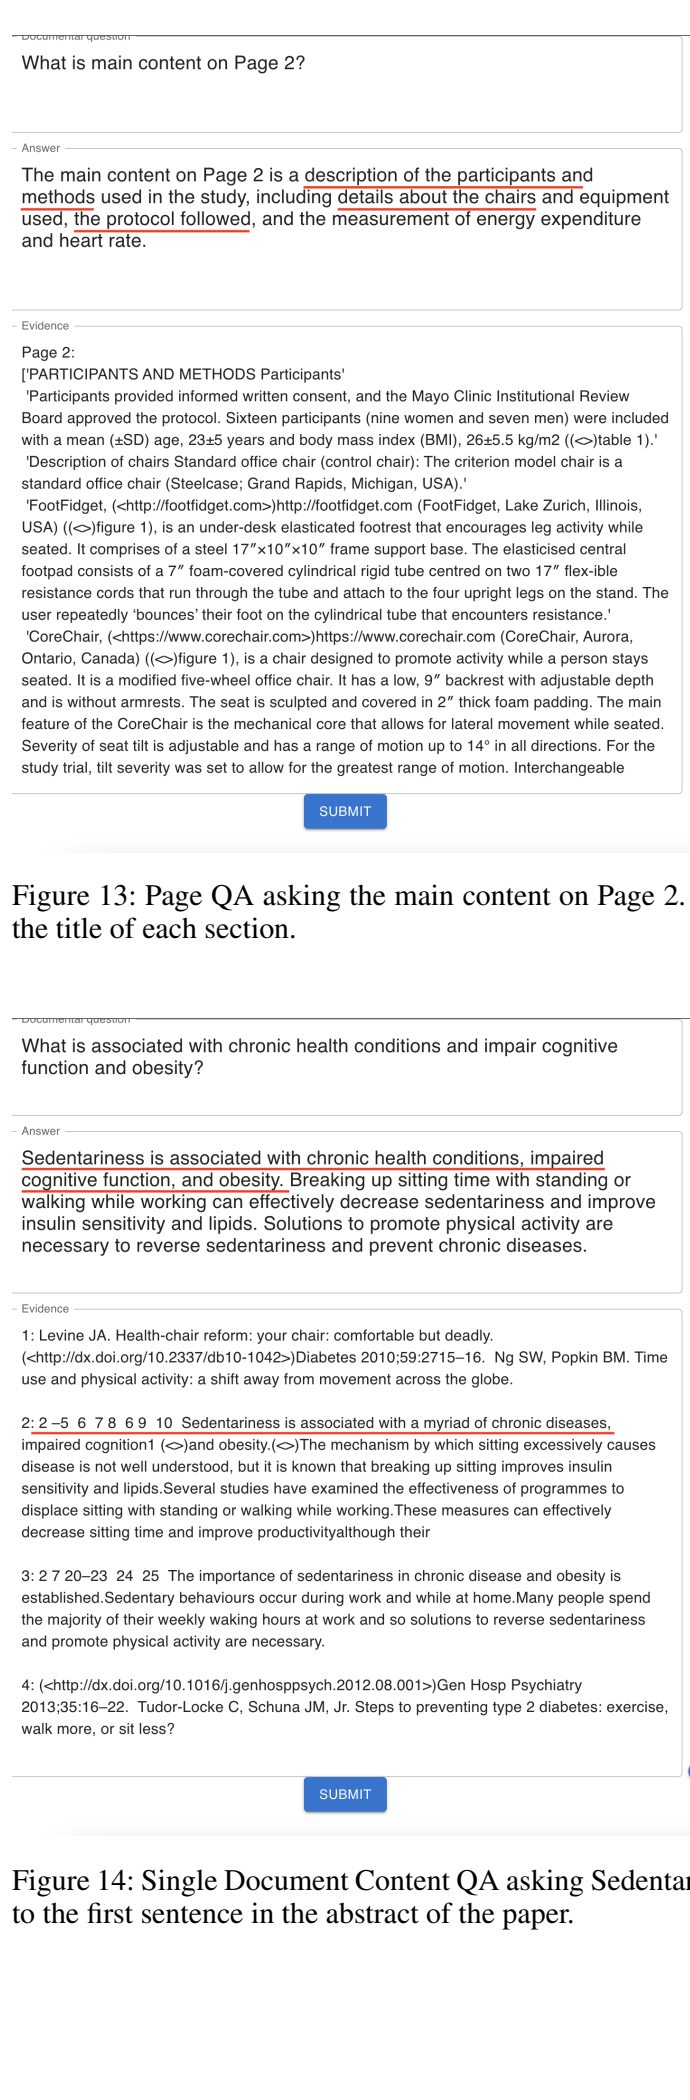 Documental question
What is main content on Page 2?
Answer
The main content on Page 2 is a description of the participants and
methods used in the study, including details about the chairs and equipment
used, the protocol followed, and the measurement of energy expenditure
and heart rate.
Evidence
Page 2:
['PARTICIPANTS AND METHODS Participants'
'Participants provided informed written consent, and the Mayo Clinic Institutional Review
Board approved the protocol. Sixteen participants (nine women and seven men) were included
with a mean (±SD) age, 23±5 years and body mass index (BMI), 26±5.5 kg/m2 ((<>)table 1).'
'Description of chairs Standard office chair (control chair): The criterion model chair is a
standard office chair (Steelcase; Grand Rapids, Michigan, USA).'
'FootFidget, (<http://footfidget.com>)http://footfidget.com (FootFidget, Lake Zurich, Illinois,
USA) ((<>)figure 1), is an under-desk elasticated footrest that encourages leg activity while
seated. It comprises of a steel 17″×10″×10″ frame support base. The elasticised central
footpad consists of a 7″ foam-covered cylindrical rigid tube centred on two 17″ flex-ible
resistance cords that run through the tube and attach to the four upright legs on the stand. The
user repeatedly ‘bounces’ their foot on the cylindrical tube that encounters resistance.'
'CoreChair, (<https://www.corechair.com>)https://www.corechair.com (CoreChair, Aurora,
Ontario, Canada) ((<>)figure 1), is a chair designed to promote activity while a person stays
seated. It is a modified five-wheel office chair. It has a low, 9″ backrest with adjustable depth
and is without armrests. The seat is sculpted and covered in 2″ thick foam padding. The main
feature of the CoreChair is the mechanical core that allows for lateral movement while seated.
Severity of seat tilt is adjustable and has a range of motion up to 14° in all directions. For the
study trial, tilt severity was set to allow for the greatest range of motion. Interchangeable
SUBMIT
Figure 13: Page QA asking the main content on Page 2.
the title of each section.
Documental question
What is associated with chronic health conditions and impair cognitive
function and obesity?
Answer
Sedentariness is associated with chronic health conditions, impaired
cognitive function, and obesity. Breaking up sitting time with standing or
walking while working can effectively decrease sedentariness and improve
insulin sensitivity and lipids. Solutions to promote physical activity are
necessary to reverse sedentariness and prevent chronic diseases.
Evidence
1: Levine JA. Health-chair reform: your chair: comfortable but deadly.
(<http://dx.doi.org/10.2337/db10-1042>)Diabetes 2010;59:2715–16. Ng SW, Popkin BM. Time
use and physical activity: a shift away from movement across the globe.
2: 2 –5 6 7 8 6 9 10 Sedentariness is associated with a myriad of chronic diseases,
impaired cognition1 (<>)and obesity.(<>)The mechanism by which sitting excessively causes
disease is not well understood, but it is known that breaking up sitting improves insulin
sensitivity and lipids.Several studies have examined the effectiveness of programmes to
displace sitting with standing or walking while working.These measures can effectively
decrease sitting time and improve productivityalthough their
3: 2 7 20–23 24 25 The importance of sedentariness in chronic disease and obesity is
established.Sedentary behaviours occur during work and while at home.Many people spend
the majority of their weekly waking hours at work and so solutions to reverse sedentariness
and promote physical activity are necessary.
4: (<http://dx.doi.org/10.1016/j.genhosppsych.2012.08.001>)Gen Hosp Psychiatry
2013;35:16–22. Tudor-Locke C, Schuna JM, Jr. Steps to preventing type 2 diabetes: exercise,
walk more, or sit less?
SUBMIT
Figure 14: Single Document Content QA asking Sedentar
to the first sentence in the abstract of the paper.